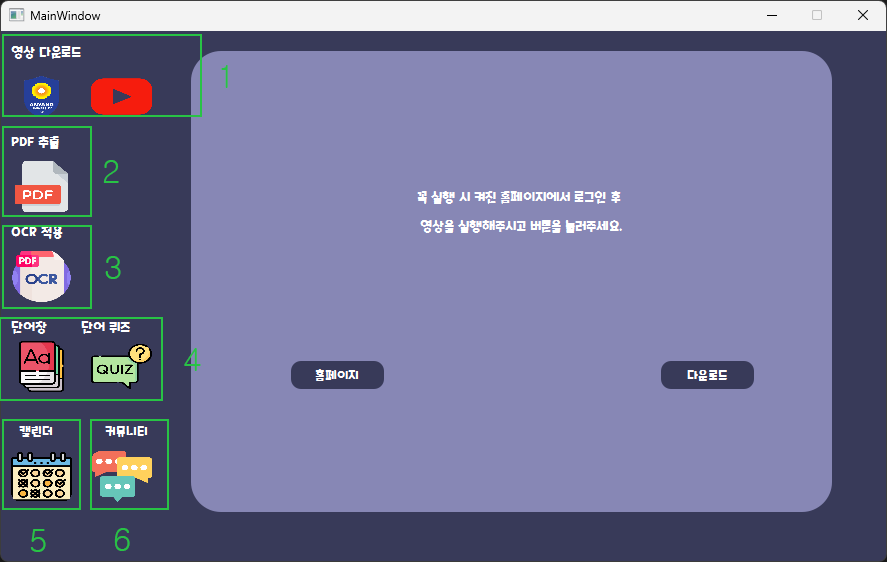 MainWindow
영상 다운로드
1
PDF 추출
2
PDF
OCR 적용
3
PDF
OCR
단어장 단어 퀴즈
4
Aa
QUIZ ?
캘린더 커뮤니티
5 6
꼭 실행 시 켜진 홈페이지에서 로그인 후
영상을 실행해주시고 버튼을 눌러주세요.
홈페이지 다운로드